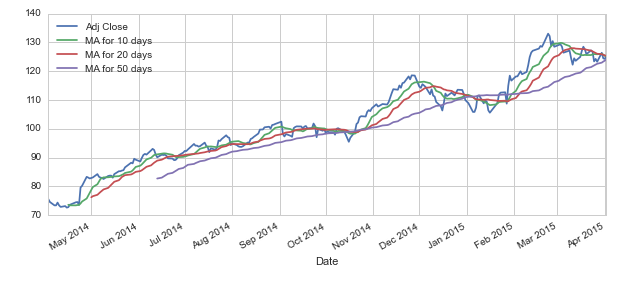 140
130
120
110
100
90
80
70
Adj Close
MA for 10 days
MA for 20 days
MA for 50 days
May 2014
Jun 2014
Jul 2014
Aug 2014
Sep 2014
Oct 2014
Nov 2014
Dec 2014
Jan 2015
Feb 2015
Mar 2015
Apr 2015
Date